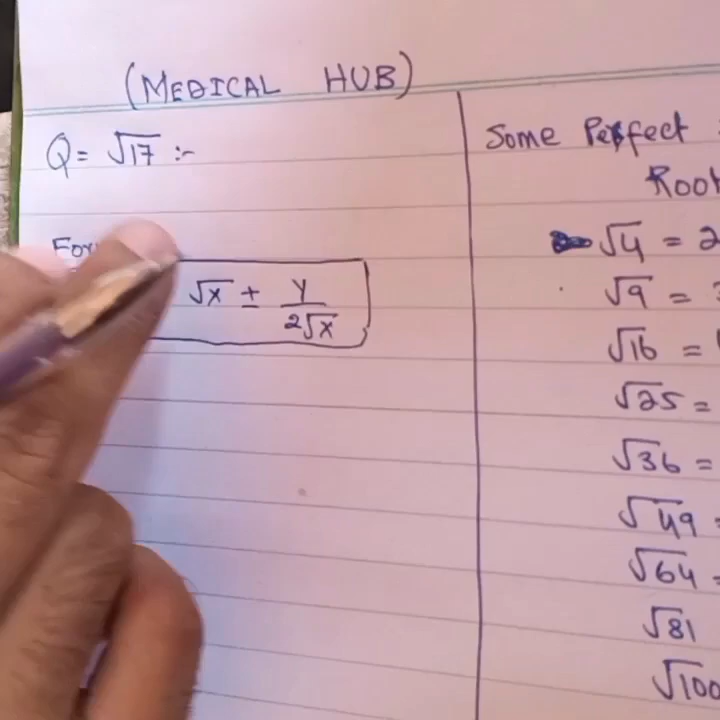 (MEDICAL HUB)
Q = √17 :-
√x ± y / 2√x
Some Perfect
Root
√4 = 2
√9 =
√16 =
√25 =
√36 =
√49
√64
√81
√100